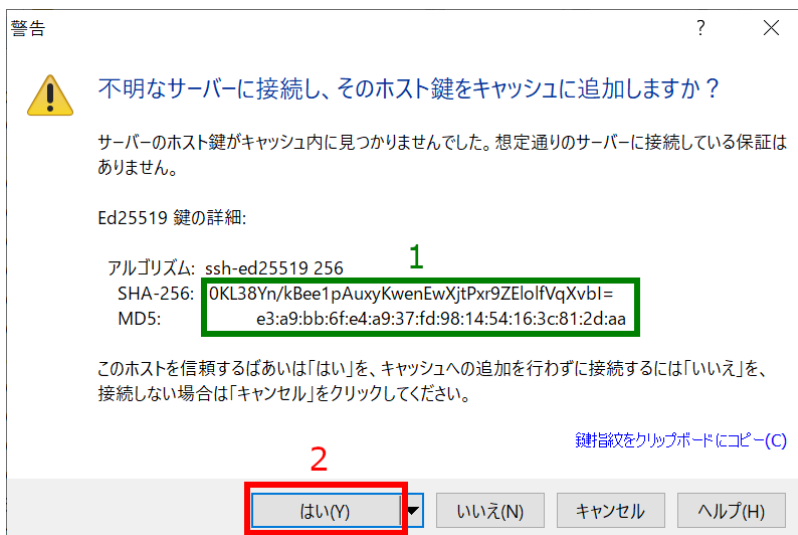 警告 ?
不明なサーバーに接続し、そのホスト鍵をキャッシュに追加しますか？
サーバーのホスト鍵がキャッシュ内に見つかりませんでした。想定通りのサーバーに接続している保証は
ありません。
Ed25519 鍵の詳細:
1
アルゴリズム: ssh-ed25519 256
SHA-256: 0KL38Yn/kBee1pAuxyKwenEwXjtPxr9ZElolfVqXvbI=
MD5: e3:a9:bb:6f:e4:a9:37:fd:98:14:54:16:3c:81:2d:aa
このホストを信頼するばあいは「はい」を、キャッシュへの追加を行わずに接続するには「いいえ」を、
接続しない場合は「キャンセル」をクリックしてください。
鍵指紋をクリップボードにコピー(C)
2
はい(Y) いいえ(N) キャンセル ヘルプ(H)